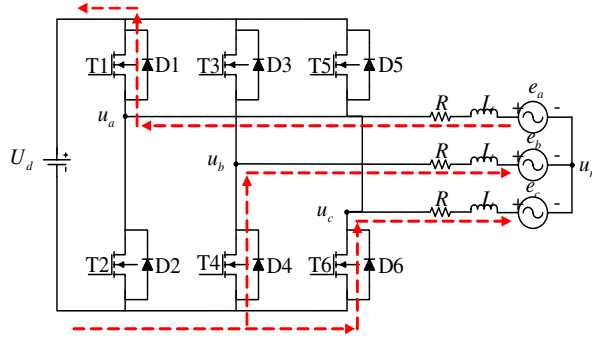 T1 D1 T3 D3 T5 D5
u_a R L + e_a -
U_d + u_b R L + e_b - u_n
u_c R L + e_c -
T2 D2 T4 D4 T6 D6